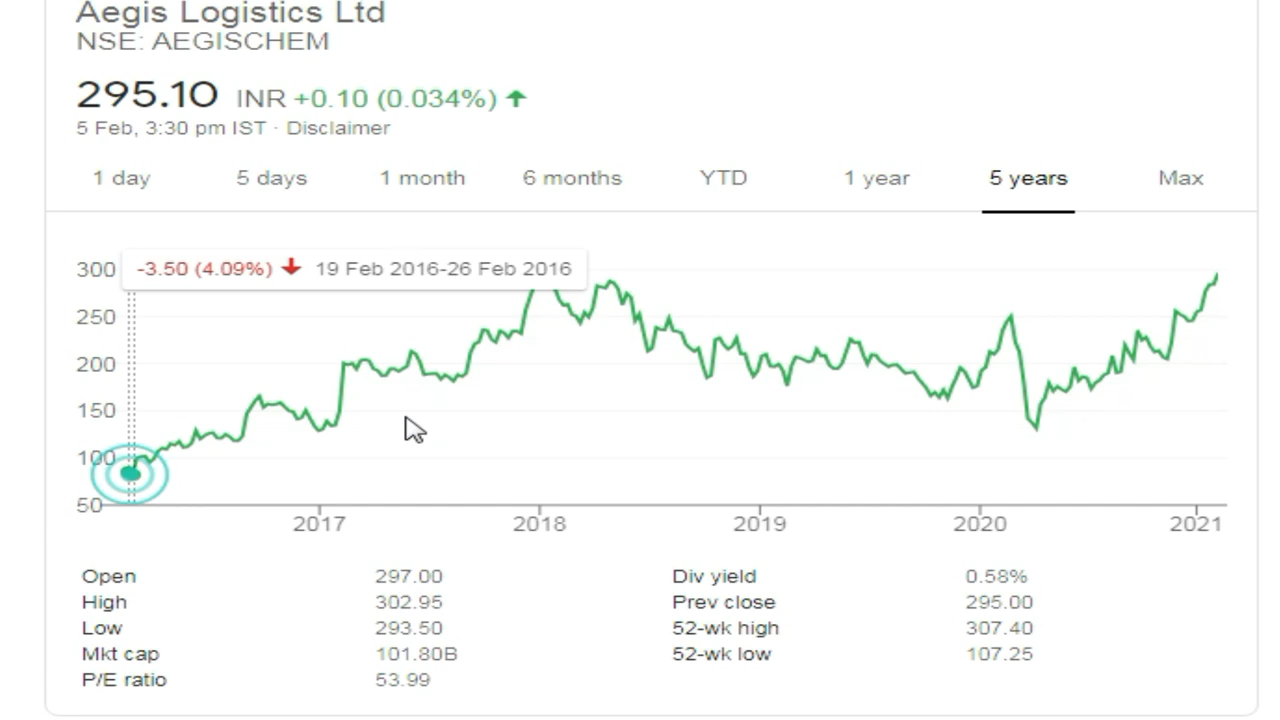 Aegis Logistics Ltd
NSE: AEGISCHEM
295.10 INR +0.10 (0.034%)
5 Feb, 3:30 pm IST · Disclaimer
1 day 5 days 1 month 6 months YTD 1 year 5 years Max
-3.50 (4.09%) 19 Feb 2016-26 Feb 2016
300
250
200
150
100
50
2017 2018 2019 2020 2021
Open 297.00 Div yield 0.58%
High 302.95 Prev close 295.00
Low 293.50 52-wk high 307.40
Mkt cap 101.80B 52-wk low 107.25
P/E ratio 53.99